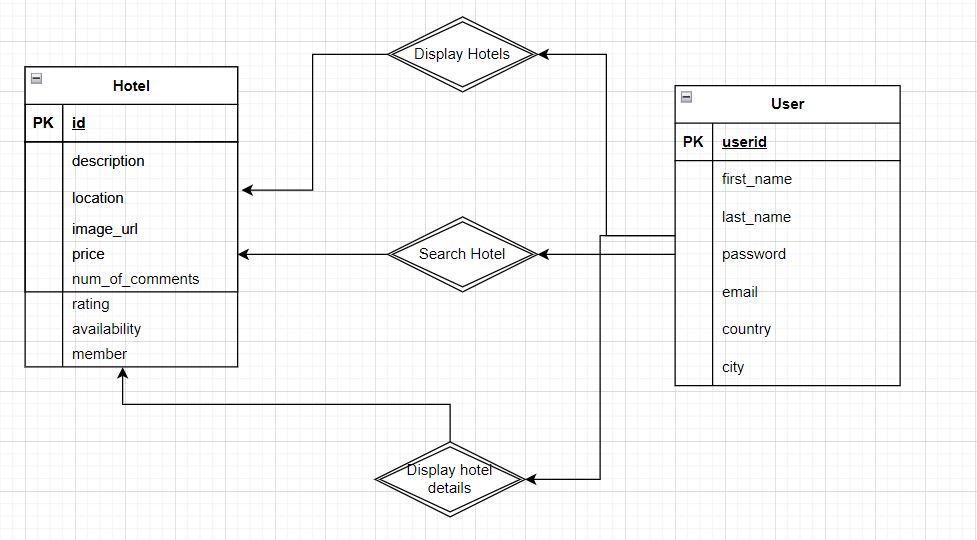 Display Hotels
Hotel
PK id
description
location
image_url
price
num_of_comments
rating
availability
member
Search Hotel
User
PK userid
first_name
last_name
password
email
country
city
Display hotel
details